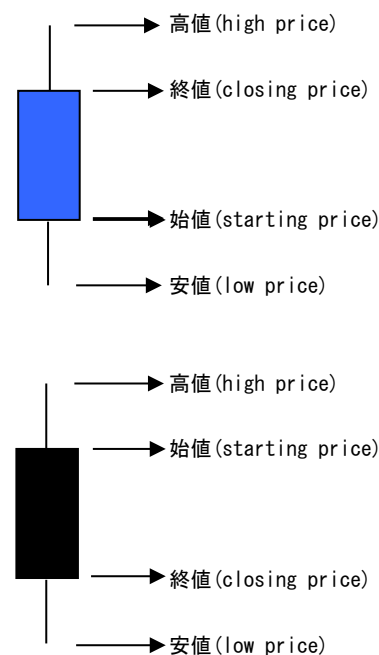 高値(high price)
終値(closing price)
始値(starting price)
安値(low price)
高値(high price)
始値(starting price)
終値(closing price)
安値(low price)